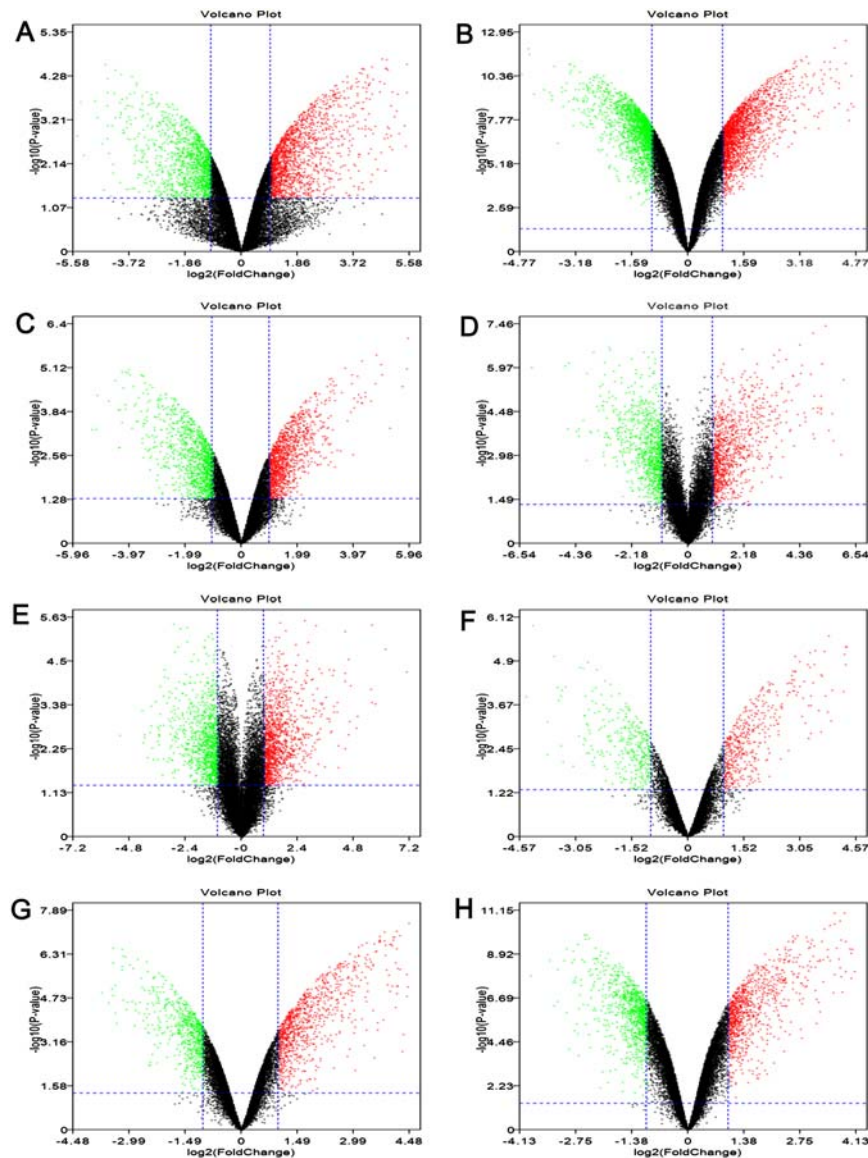 A
Volcano Plot
5.35
4.28
3.21
2.14
1.07
0
-log10(P-value)
-5.58 -3.72 -1.86 0 1.86 3.72 5.58
log2(FoldChange)
B
Volcano Plot
12.95
10.36
7.77
5.18
2.59
0
-log10(P-value)
-4.77 -3.18 -1.59 0 1.59 3.18 4.77
log2(FoldChange)
C
Volcano Plot
6.4
5.12
3.84
2.56
1.28
0
-log10(P-value)
-5.96 -3.97 -1.99 0 1.99 3.97 5.96
log2(FoldChange)
D
Volcano Plot
7.46
5.97
4.48
2.98
1.49
0
-log10(P-value)
-6.54 -4.36 -2.18 0 2.18 4.36 6.54
log2(FoldChange)
E
Volcano Plot
5.63
4.5
3.38
2.25
1.13
0
-log10(P-value)
-7.2 -4.8 -2.4 0 2.4 4.8 7.2
log2(FoldChange)
F
Volcano Plot
6.12
4.9
3.67
2.45
1.22
0
-log10(P-value)
-4.57 -3.05 -1.52 0 1.52 3.05 4.57
log2(FoldChange)
G
Volcano Plot
7.89
6.31
4.73
3.16
1.58
0
-log10(P-value)
-4.48 -2.99 -1.49 0 1.49 2.99 4.48
log2(FoldChange)
H
Volcano Plot
11.15
8.92
6.69
4.46
2.23
0
-log10(P-value)
-4.13 -2.75 -1.38 0 1.38 2.75 4.13
log2(FoldChange)